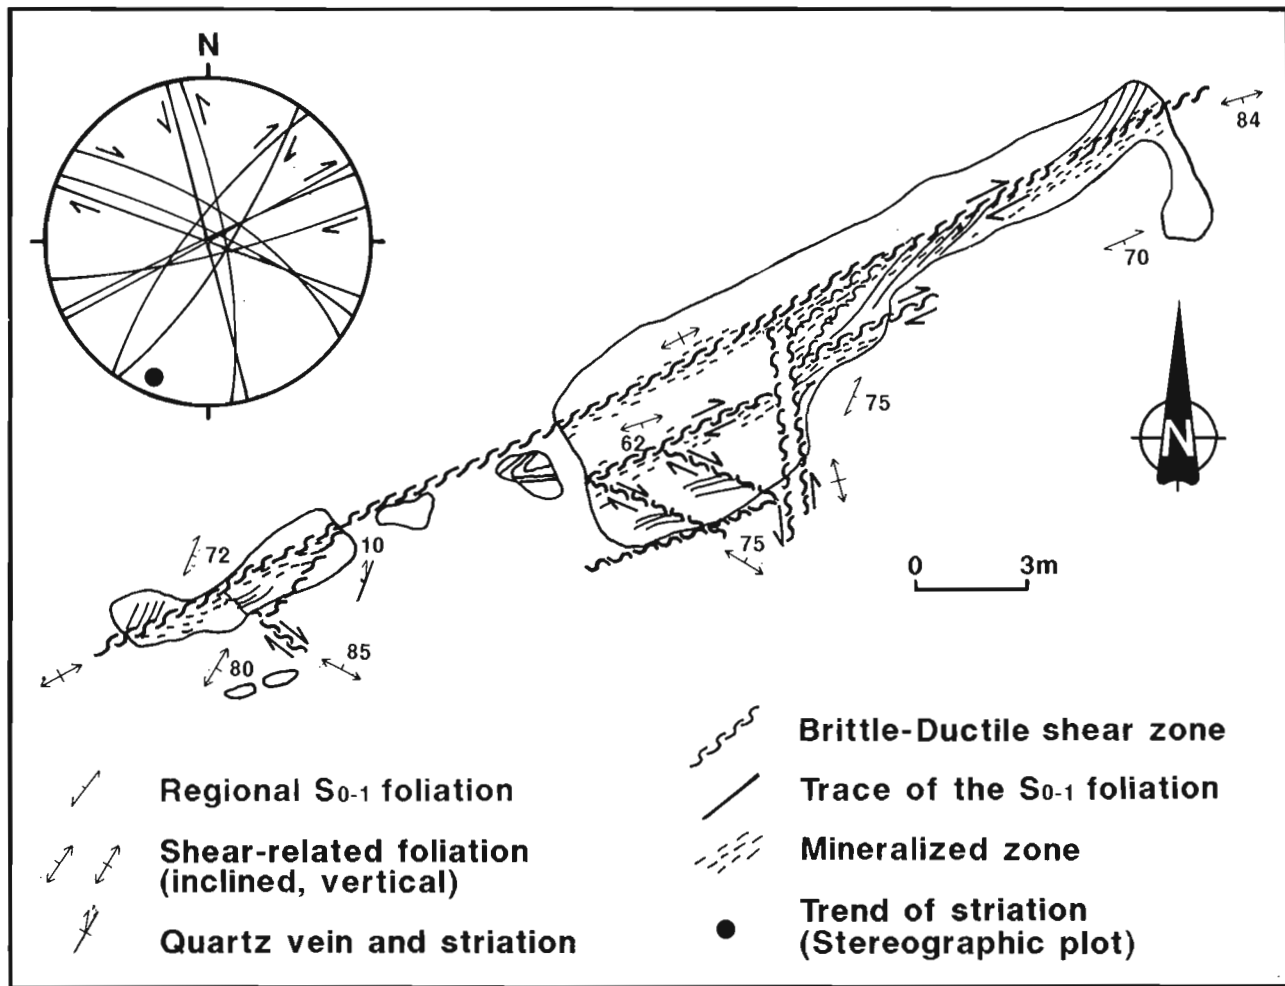 N
84
70
75
62
N
75
72
10
0 3m
80
85
Brittle-Ductile shear zone
Regional S0-1 foliation
Trace of the S0-1 foliation
Shear-related foliation
(inclined, vertical)
Mineralized zone
Quartz vein and striation
Trend of striation
(Stereographic plot)